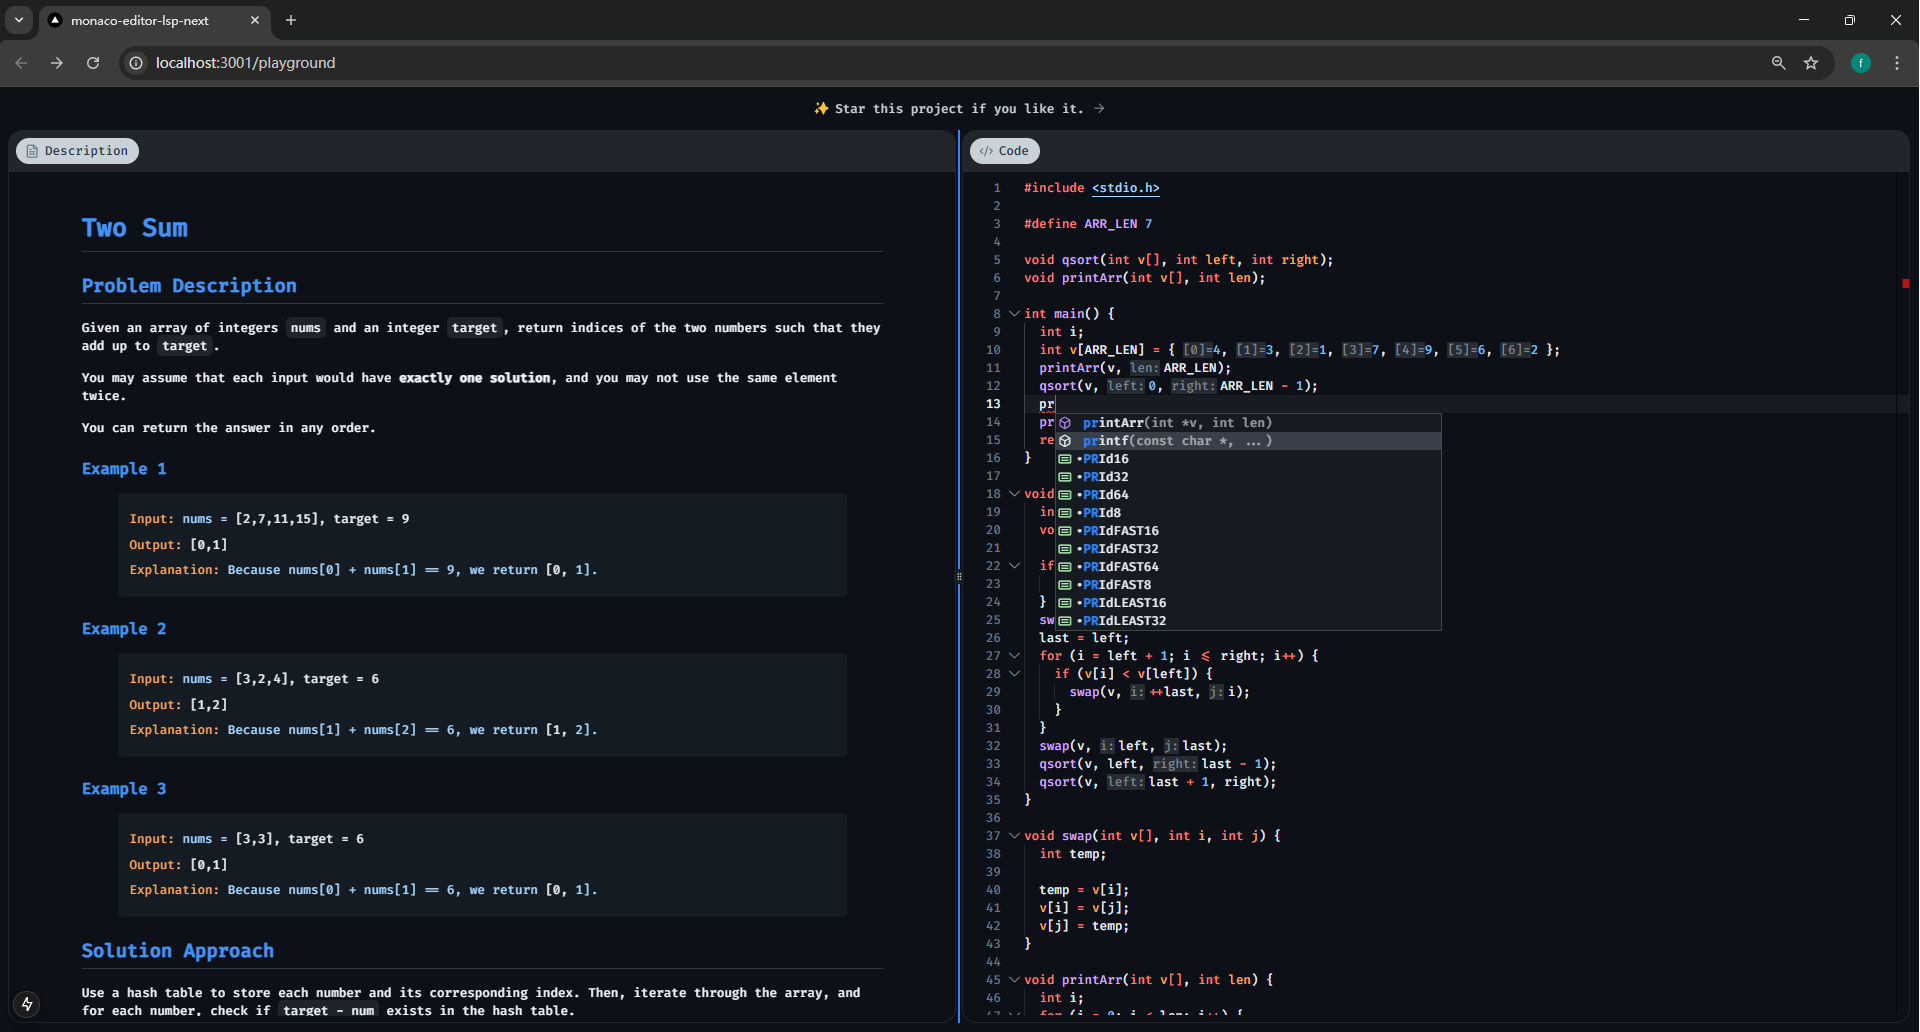 monaco-editor-lsp-next
localhost:3001/playground
f
✨ Star this project if you like it. →
Description
Two Sum
Problem Description
Given an array of integers nums and an integer target, return indices of the two numbers such that they
add up to target.
You may assume that each input would have exactly one solution, and you may not use the same element
twice.
You can return the answer in any order.
Example 1
Input: nums = [2,7,11,15], target = 9
Output: [0,1]
Explanation: Because nums[0] + nums[1] == 9, we return [0, 1].
Example 2
Input: nums = [3,2,4], target = 6
Output: [1,2]
Explanation: Because nums[1] + nums[2] == 6, we return [1, 2].
Example 3
Input: nums = [3,3], target = 6
Output: [0,1]
Explanation: Because nums[0] + nums[1] == 6, we return [0, 1].
Solution Approach
Use a hash table to store each number and its corresponding index. Then, iterate through the array, and
for each number, check if target - num exists in the hash table.
</> Code
1 #include <stdio.h>
2
3 #define ARR_LEN 7
4
5 void qsort(int v[], int left, int right);
6 void printArr(int v[], int len);
7
8 int main() {
9 int i;
10 int v[ARR_LEN] = { [0]=4, [1]=3, [2]=1, [3]=7, [4]=9, [5]=6, [6]=2 };
11 printArr(v, len: ARR_LEN);
12 qsort(v, left: 0, right: ARR_LEN - 1);
13 pr
14 pr printArr(int *v, int len)
15 re printf(const char *, ...)
16 } •PRId16
17 •PRId32
18 void •PRId64
19 in •PRId8
20 vo •PRIdFAST16
21 •PRIdFAST32
22 if •PRIdFAST64
23 •PRIdFAST8
24 } •PRIdLEAST16
25 sw •PRIdLEAST32
26 last = left;
27 for (i = left + 1; i <= right; i++) {
28 if (v[i] < v[left]) {
29 swap(v, i: ++last, j: i);
30 }
31 }
32 swap(v, i: left, j: last);
33 qsort(v, left, right: last - 1);
34 qsort(v, left: last + 1, right);
35 }
36
37 void swap(int v[], int i, int j) {
38 int temp;
39
40 temp = v[i];
41 v[i] = v[j];
42 v[j] = temp;
43 }
44
45 void printArr(int v[], int len) {
46 int i;
47 for (i = 0; i < len; i++) {